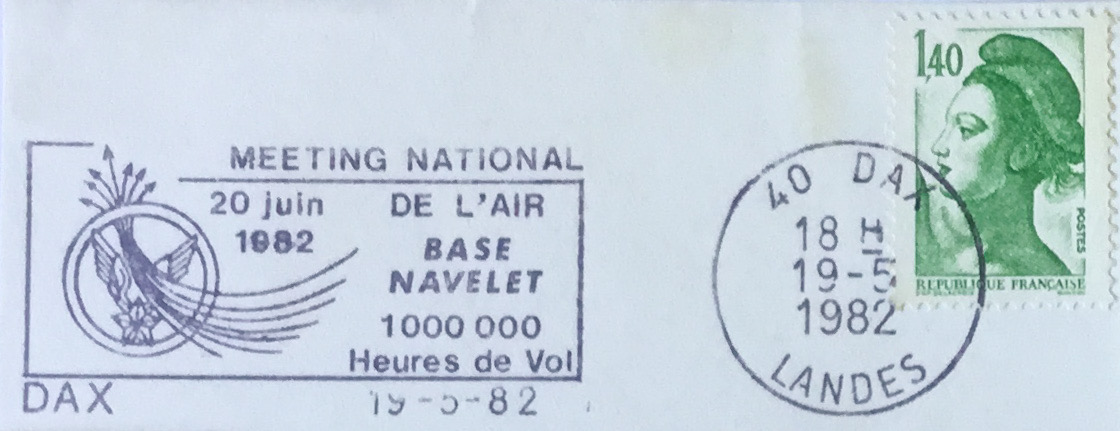 MEETING NATIONAL
20 juin DE L'AIR
1982 BASE
NAVELET
1000 000
Heures de Vol
DAX 19-5-82
40 DAX
18 H
19-5
1982
LANDES
1,40
POSTES
REPUBLIQUE FRANÇAISE